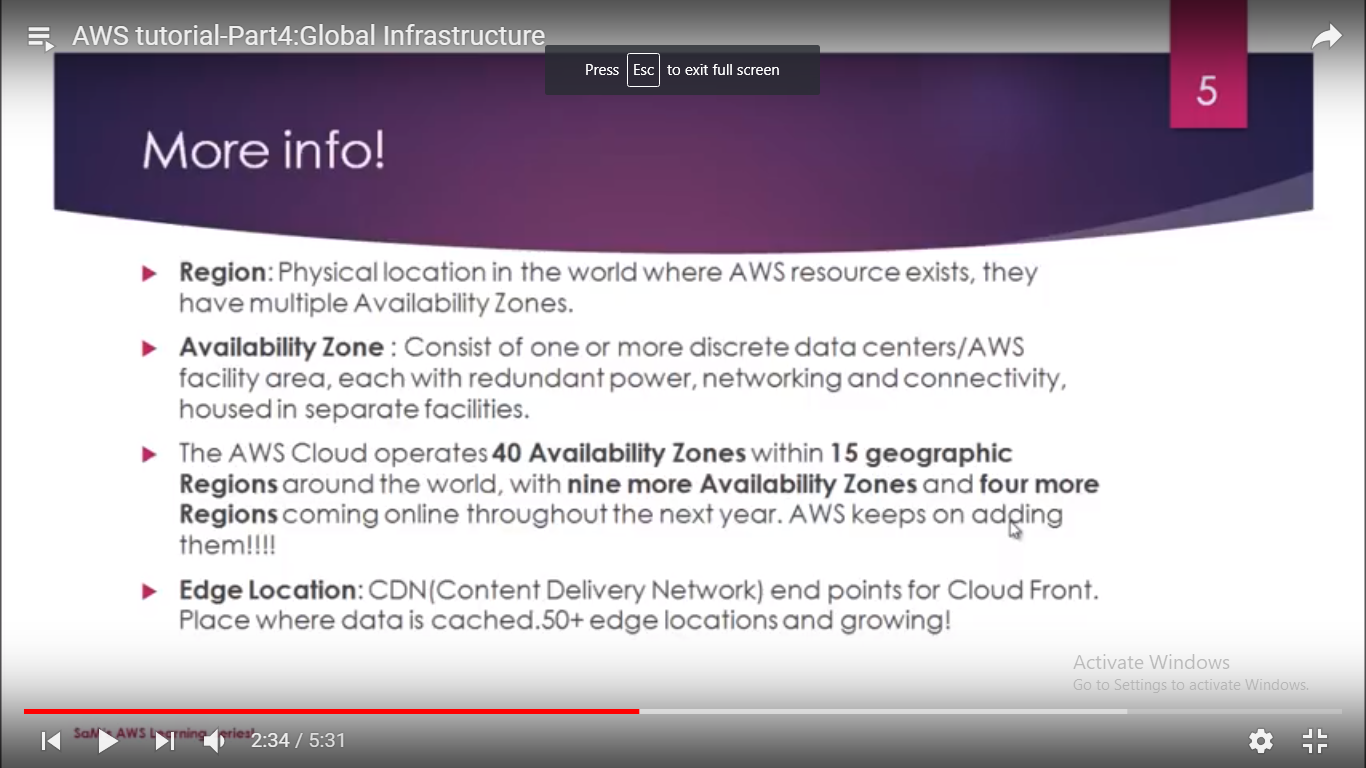 AWS tutorial-Part4:Global Infrastructure
Press Esc to exit full screen
5
More info!
Region: Physical location in the world where AWS resource exists, they
have multiple Availability Zones.
Availability Zone : Consist of one or more discrete data centers/AWS
facility area, each with redundant power, networking and connectivity,
housed in separate facilities.
The AWS Cloud operates 40 Availability Zones within 15 geographic
Regions around the world, with nine more Availability Zones and four more
Regions coming online throughout the next year. AWS keeps on adding
them!!!!
Edge Location: CDN(Content Delivery Network) end points for Cloud Front.
Place where data is cached.50+ edge locations and growing!
Activate Windows
Go to Settings to activate Windows.
AWS
2:34 / 5:31